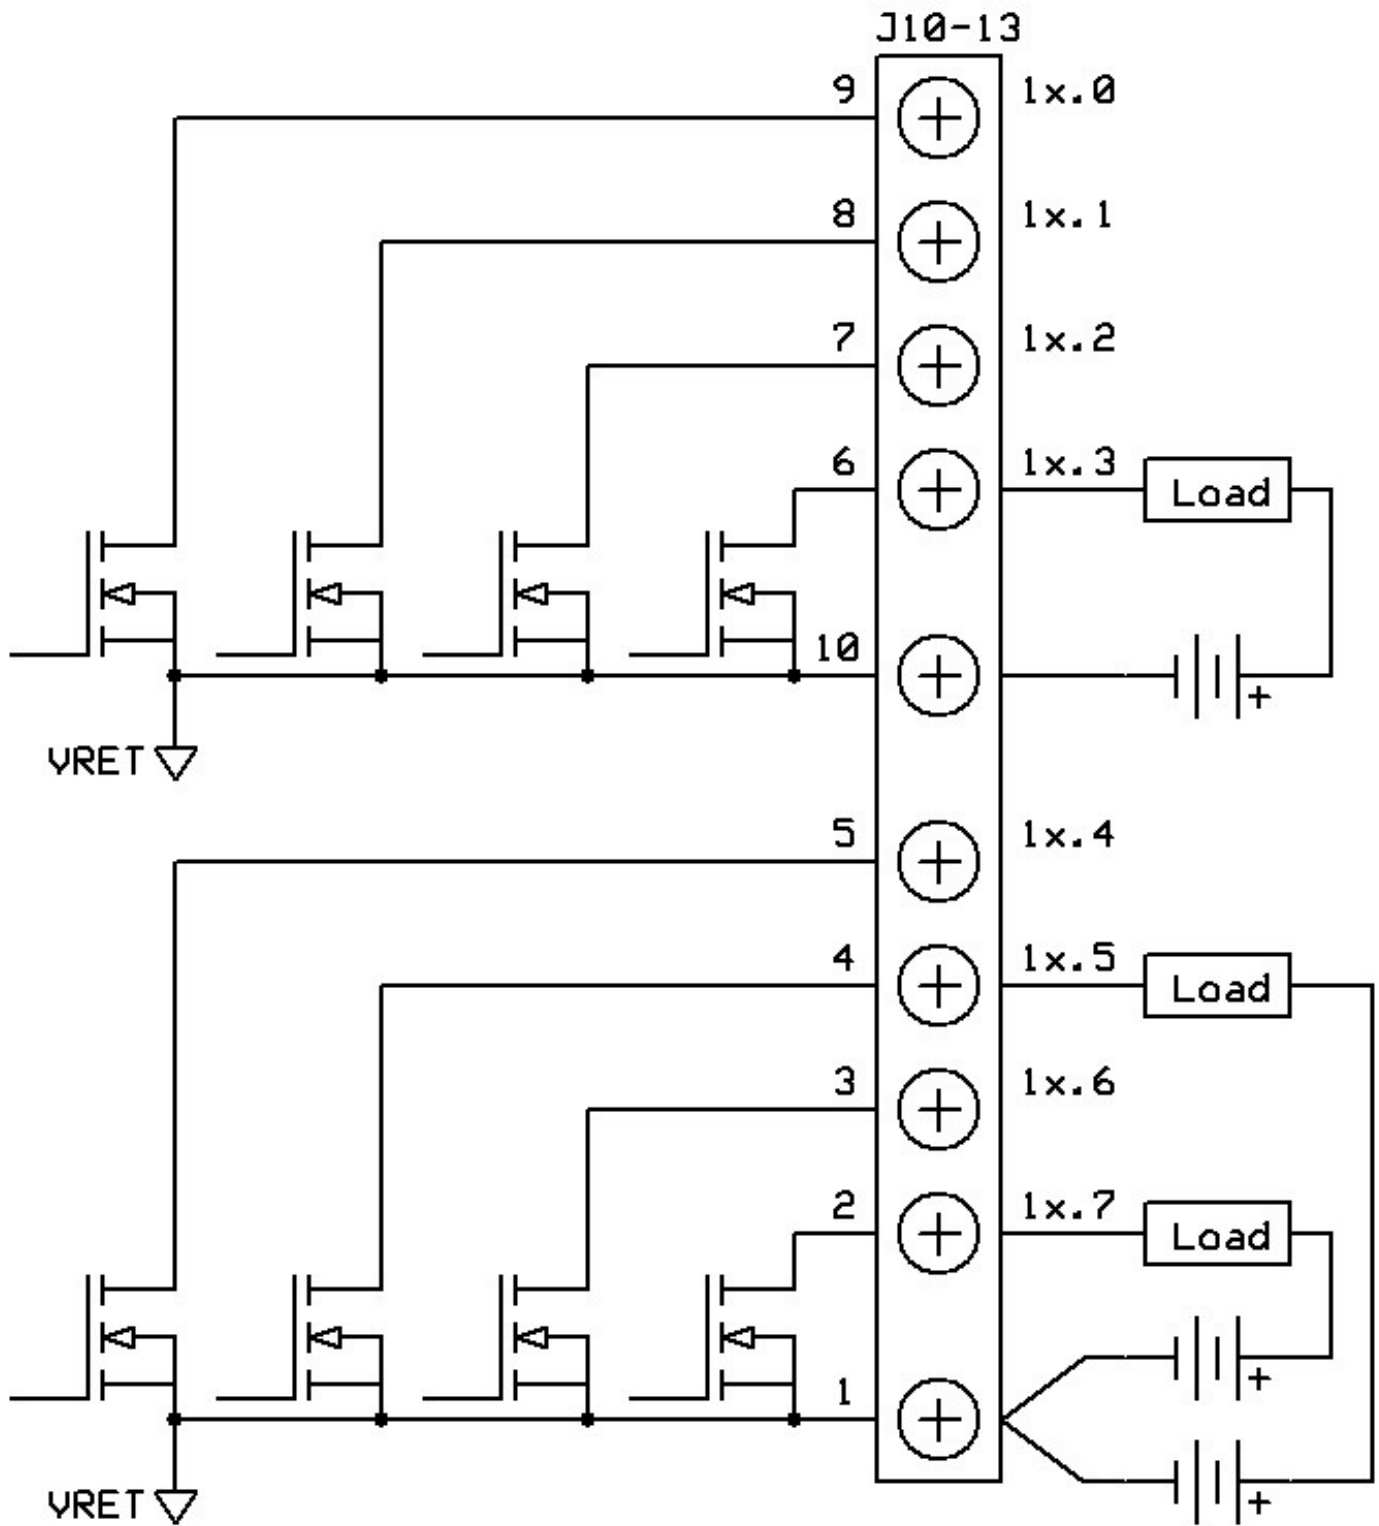 J10-13
9 1x.0
8 1x.1
7 1x.2
6 1x.3 Load
10 +
VRET
5 1x.4
4 1x.5 Load
3 1x.6
2 1x.7 Load
+
1
VRET +